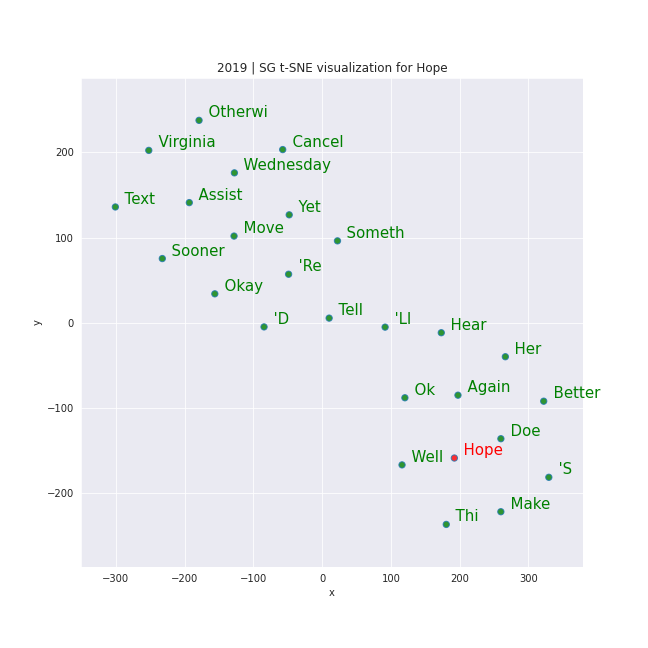 2019 | SG t-SNE visualization for Hope
Otherwi
Virginia
Cancel
Wednesday
Text
Assist
Yet
Move
Someth
Sooner
'Re
Okay
'D
Tell
'Ll
Hear
Her
Ok
Again
Better
Doe
Well
Hope
'S
Make
Thi
200
100
0
−100
−200
y
−300
−200
−100
0
100
200
300
x